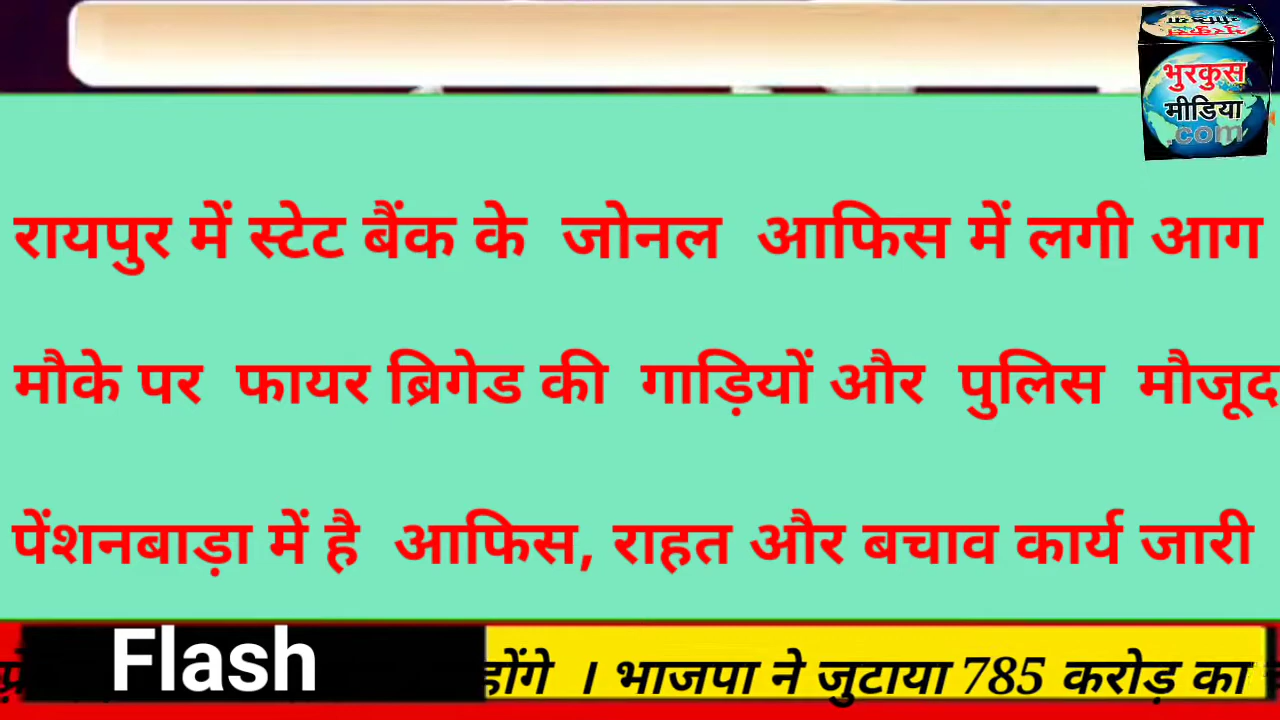 भुरकुस
मीडिया
.com
रायपुर में स्टेट बैंक के जोनल आफिस में लगी आग
मौके पर फायर ब्रिगेड की गाड़ियों और पुलिस मौजूद
पेंशनबाड़ा में है आफिस, राहत और बचाव कार्य जारी
Flash
होंगे । भाजपा ने जुटाया 785 करोड़ का